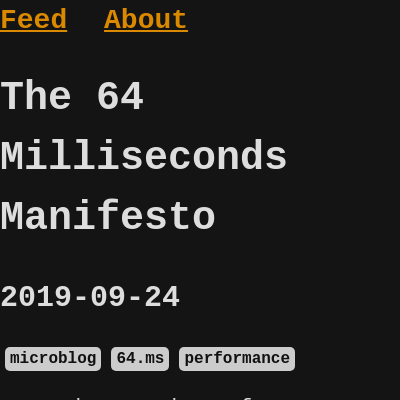 Feed About
The 64
Milliseconds
Manifesto
2019-09-24
microblog 64.ms performance